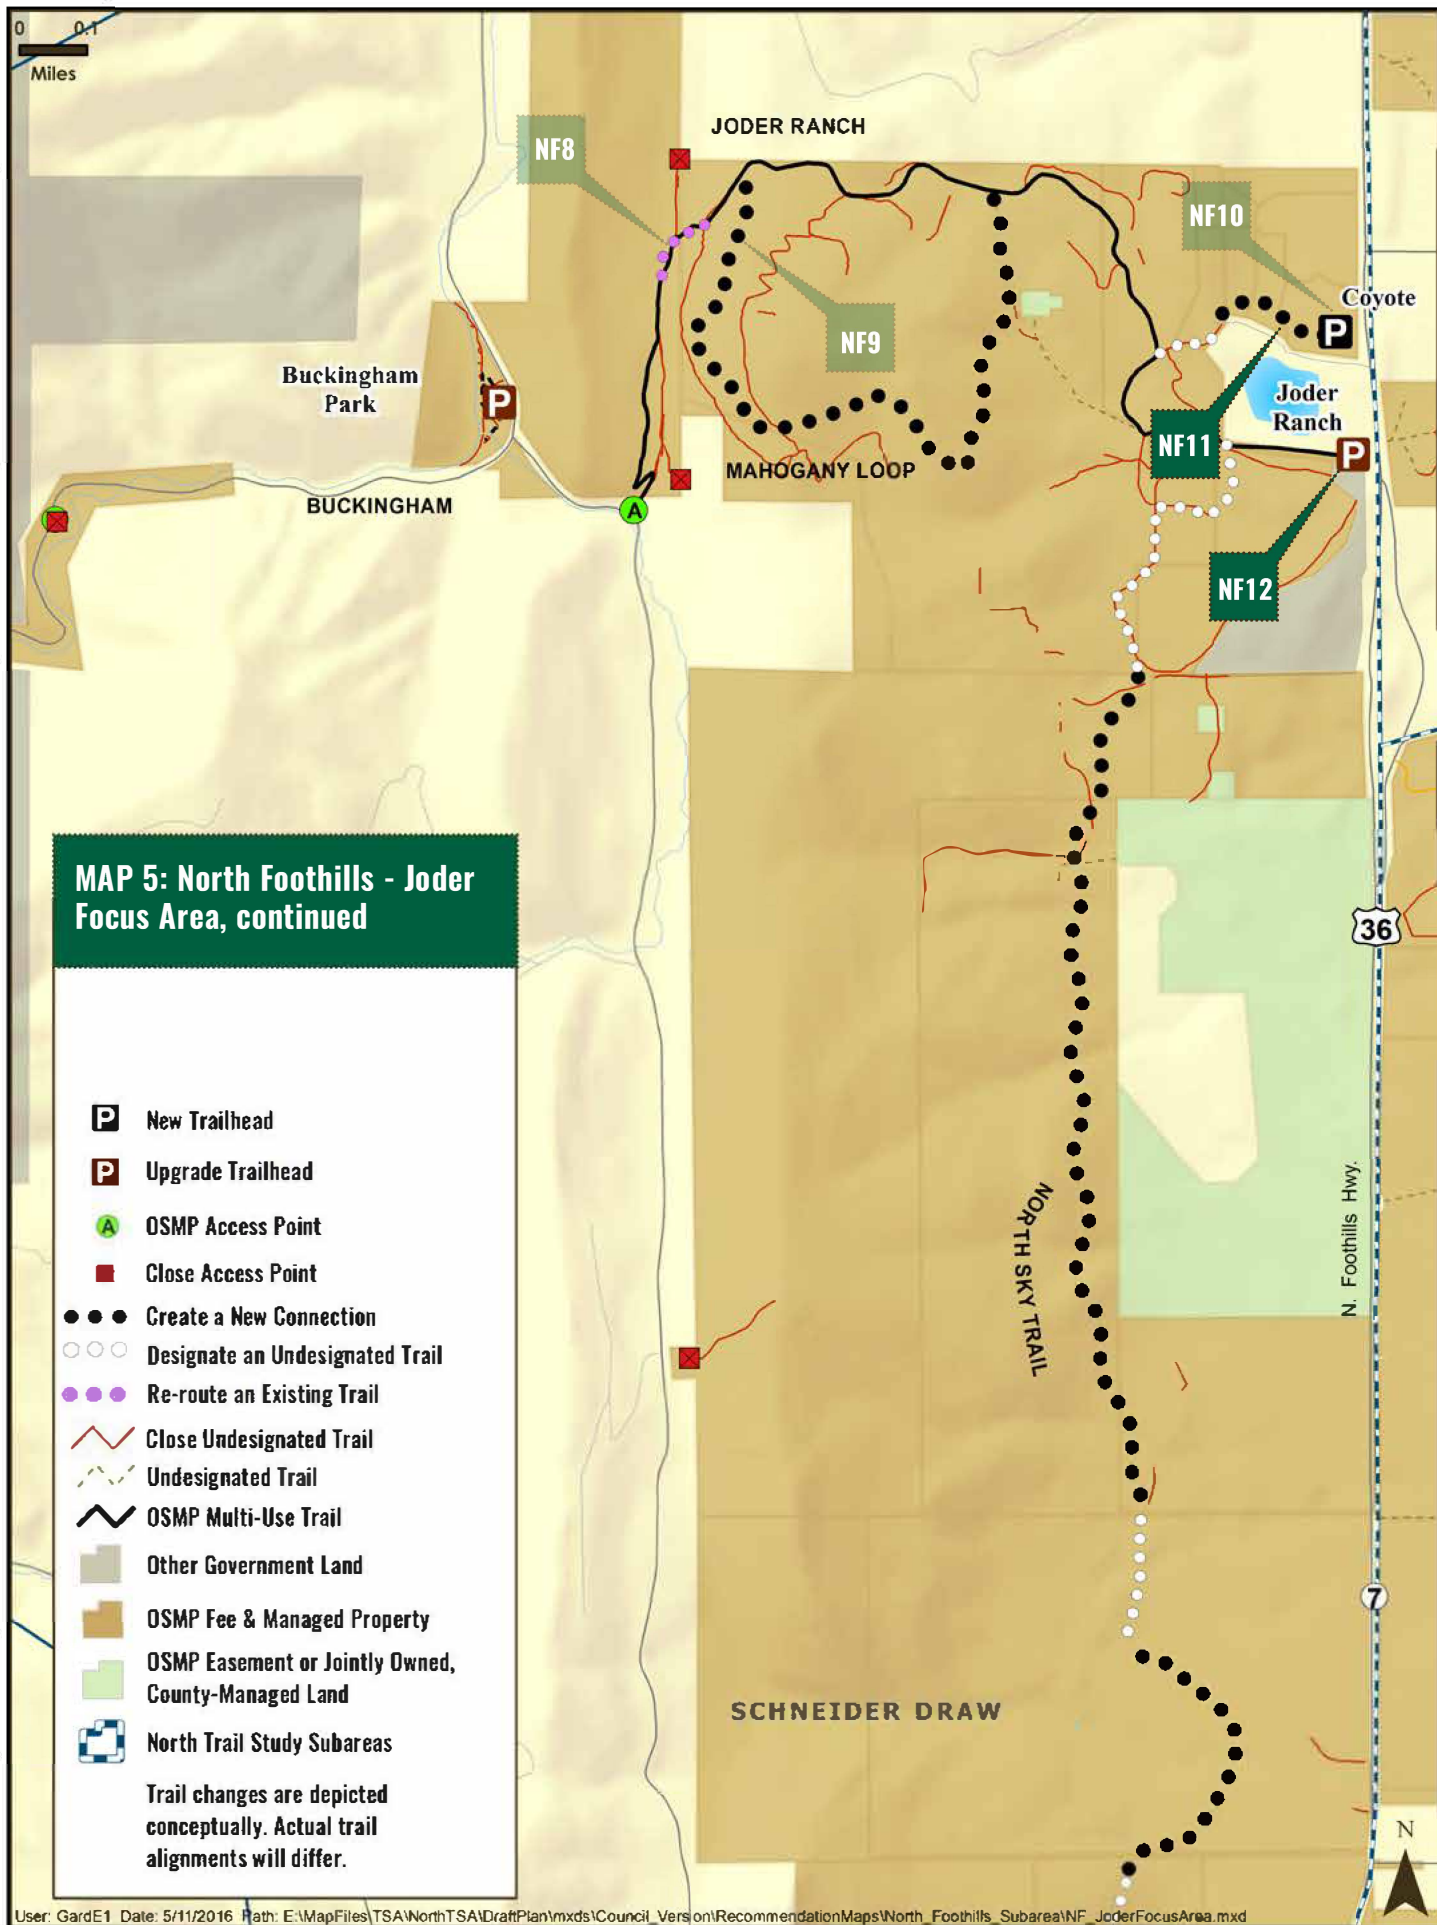 0 0.1
Miles
JODER RANCH
NF8
NF10
Coyote
P
NF9
Buckingham
Park
P
Joder
Ranch
NF11
P
MAHOGANY LOOP
BUCKINGHAM
A
NF12
MAP 5: North Foothills - Joder
Focus Area, continued
36
P New Trailhead
P Upgrade Trailhead
A OSMP Access Point
Close Access Point
Create a New Connection
Designate an Undesignated Trail
Re-route an Existing Trail
Close Undesignated Trail
Undesignated Trail
OSMP Multi-Use Trail
Other Government Land
OSMP Fee & Managed Property
OSMP Easement or Jointly Owned,
County-Managed Land
North Trail Study Subareas
Trail changes are depicted
conceptually. Actual trail
alignments will differ.
NORTH SKY TRAIL
N. Foothills Hwy.
7
SCHNEIDER DRAW
N
User: GardE1 Date: 5/11/2016 Path: E:\MapFiles\TSA\NorthTSA\DraftPlan\mxds\Council_Version\RecommendationMaps\North_Foothills_Subarea\NF_JoderFocusArea.mxd